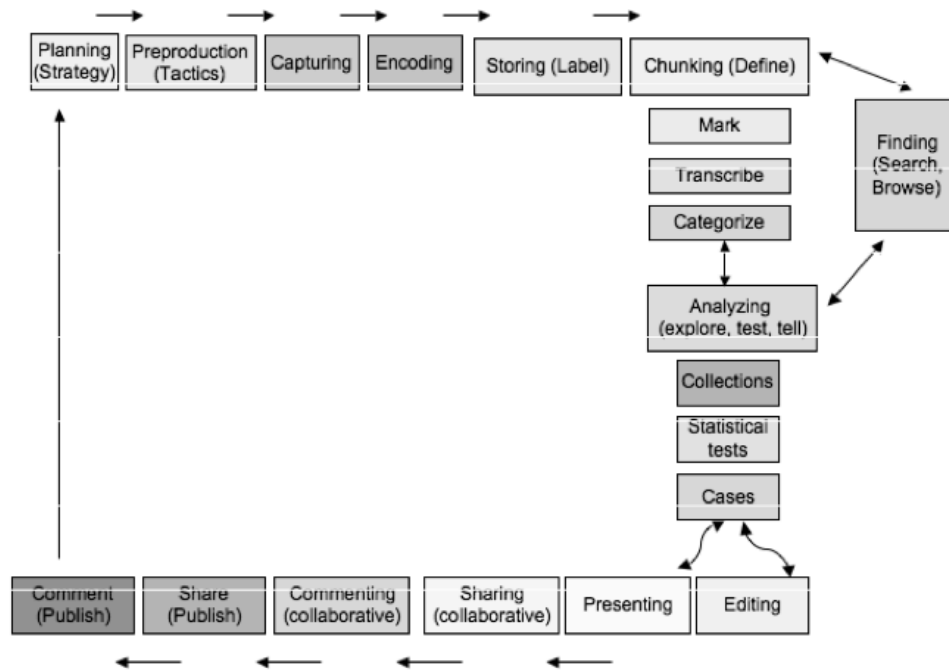 Planning
(Strategy)
Preproduction
(Tactics)
Capturing
Encoding
Storing (Label)
Chunking (Define)
Mark
Transcribe
Categorize
Finding
(Search,
Browse)
Analyzing
(explore, test, tell)
Collections
Statistical
tests
Cases
Comment
(Publish)
Share
(Publish)
Commenting
(collaborative)
Sharing
(collaborative)
Presenting
Editing